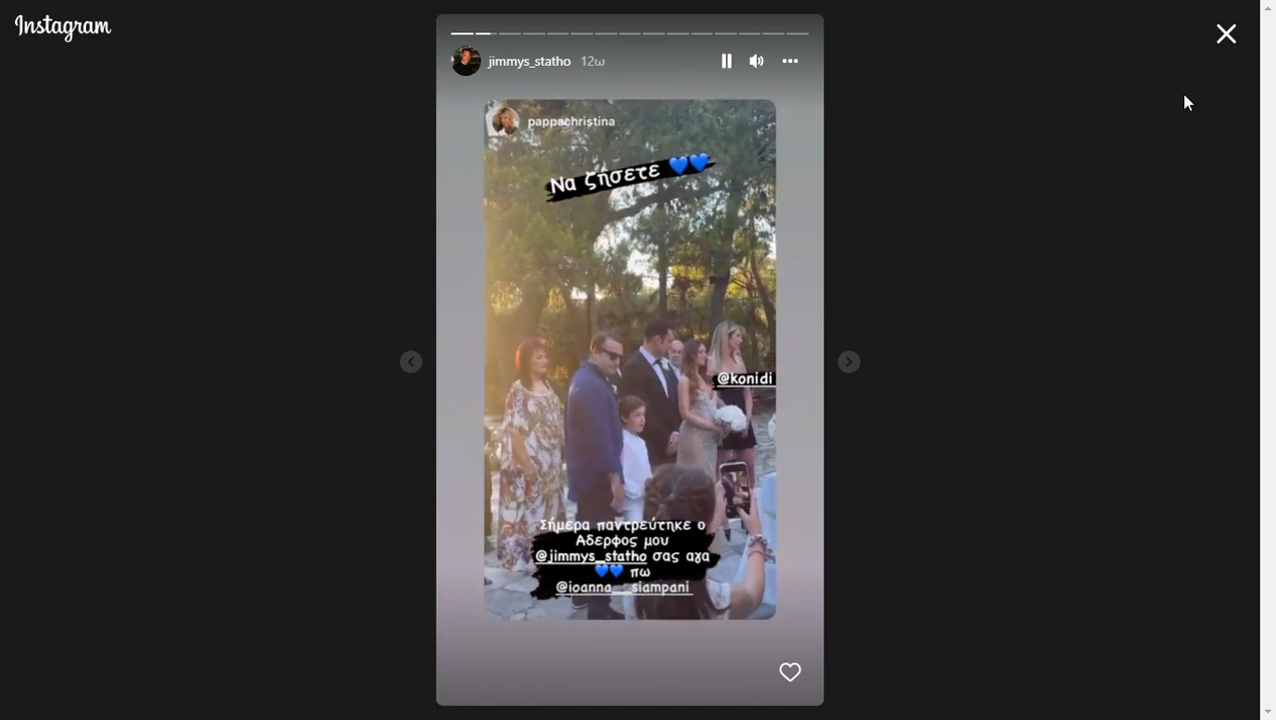 Instagram
jimmys_statho 12ω
pappachristina
Να ζήσετε 💙💙
@konidi
Σήμερα παντρεύτηκε ο
Αδερφος μου
@jimmys_statho σας αγα
💙💙 πω
@ioanna__siampani